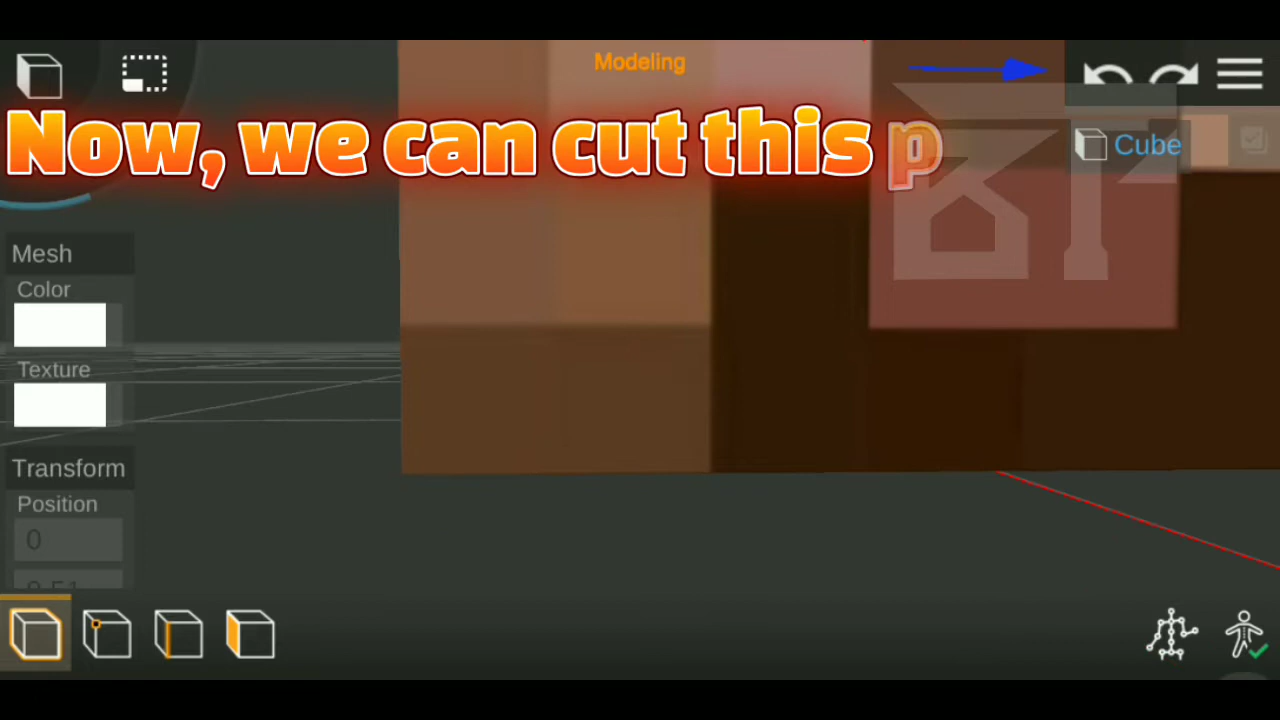 Modeling
Now, we can cut this p
Cube
Mesh
Color
Texture
Transform
Position
0